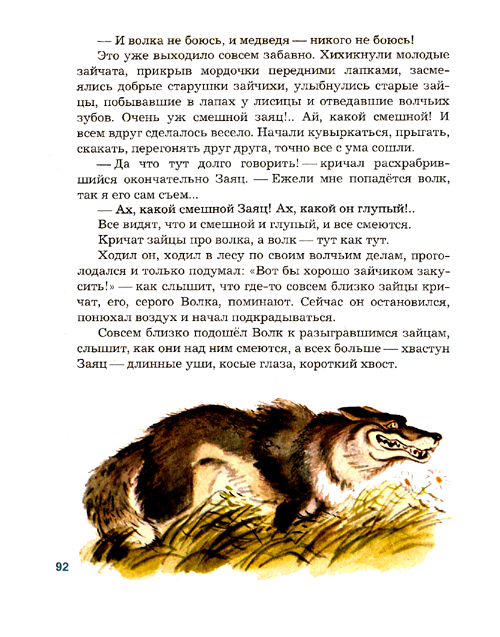 — И волка не боюсь, и медведя — никого не боюсь!
Это уже выходило совсем забавно. Хихикнули молодые
зайчата, прикрыв мордочки передними лапками, засме-
ялись добрые старушки зайчихи, улыбнулись старые зай-
цы, побывавшие в лапах у лисицы и отведавшие волчьих
зубов. Очень уж смешной заяц!.. Ай, какой смешной! И
всем вдруг сделалось весело. Начали кувыркаться, прыгать,
скакать, перегонять друг друга, точно все с ума сошли.
— Да что тут долго говорить! — кричал расхрабрив-
шийся окончательно Заяц. — Ежели мне попадётся волк,
так я его сам съем...
— Ах, какой смешной Заяц! Ах, какой он глупый!..
Все видят, что и смешной и глупый, и все смеются.
Кричат зайцы про волка, а волк — тут как тут.
Ходил он, ходил в лесу по своим волчьим делам, прого-
лодался и только подумал: «Вот бы хорошо зайчиком заку-
сить!» — как слышит, что где-то совсем близко зайцы кри-
чат, его, серого Волка, поминают. Сейчас он остановился,
понюхал воздух и начал подкрадываться.
Совсем близко подошёл Волк к разыгравшимся зайцам,
слышит, как они над ним смеются, а всех больше — хвастун
Заяц — длинные уши, косые глаза, короткий хвост.
92